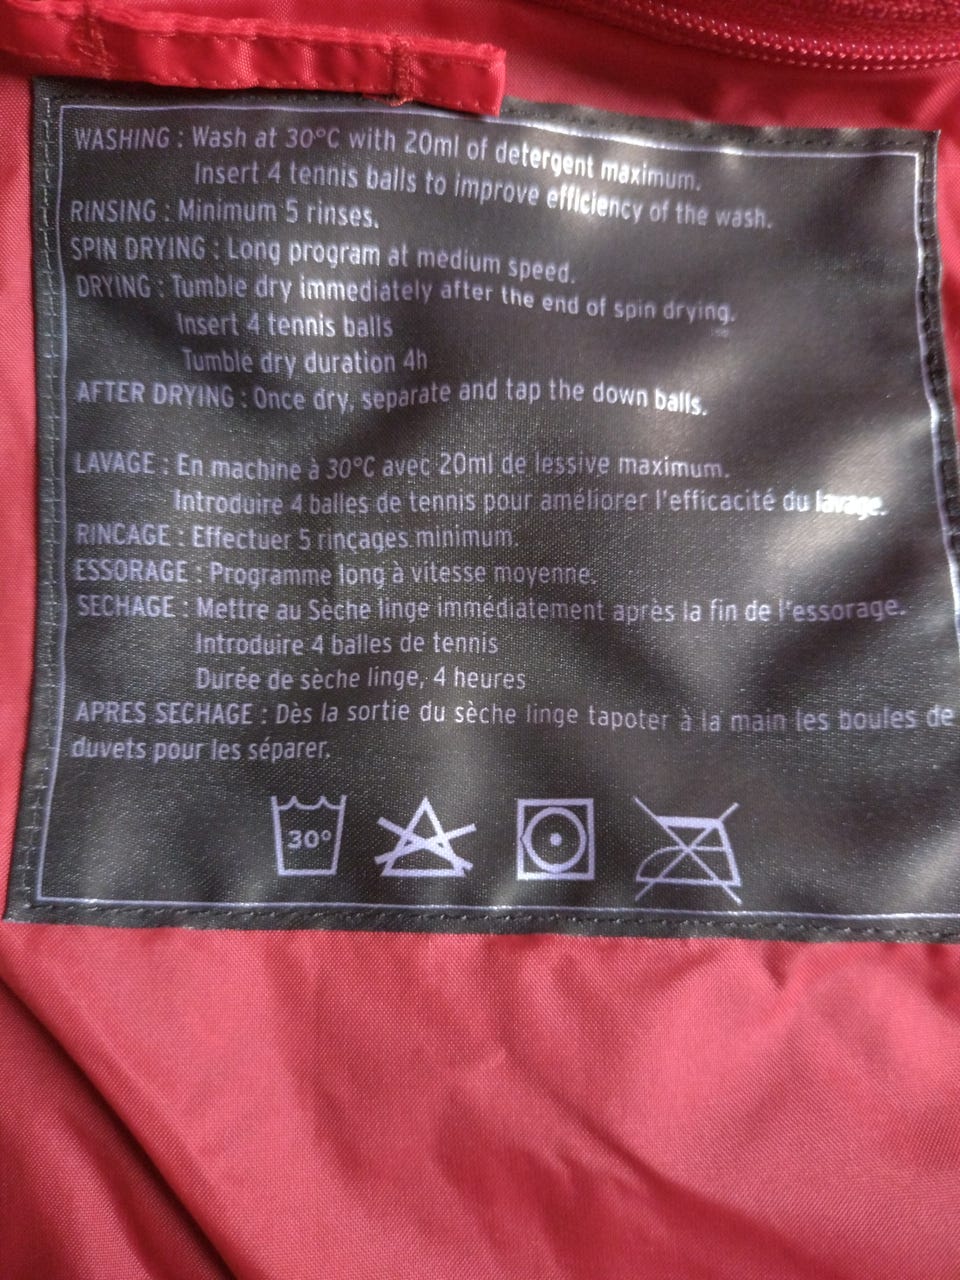 WASHING : Wash at 30°C with 20ml of detergent maximum.
Insert 4 tennis balls to improve efficiency of the wash.
RINSING : Minimum 5 rinses.
SPIN DRYING : Long program at medium speed.
DRYING : Tumble dry immediately after the end of spin drying.
Insert 4 tennis balls
Tumble dry duration 4h
AFTER DRYING : Once dry, separate and tap the down balls.
LAVAGE : En machine à 30°C avec 20ml de lessive maximum.
Introduire 4 balles de tennis pour améliorer l'efficacité du lavage.
RINCAGE : Effectuer 5 rinçages minimum.
ESSORAGE : Programme long à vitesse moyenne.
SECHAGE : Mettre au Sèche linge immédiatement après la fin de l'essorage.
Introduire 4 balles de tennis
Durée de sèche linge, 4 heures
APRES SECHAGE : Dès la sortie du sèche linge tapoter à la main les boules de
duvets pour les séparer.
30°